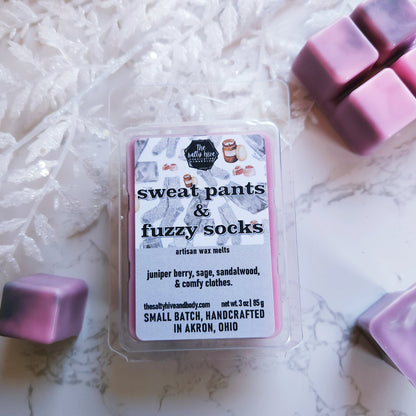 the
salty hive
sweat pants
&
fuzzy socks
artisan wax melts
juniper berry, sage, sandalwood,
& comfy clothes.
thesaltyhiveandbody.com net wt. 3 oz | 85 g
SMALL BATCH, HANDCRAFTED
IN AKRON, OHIO